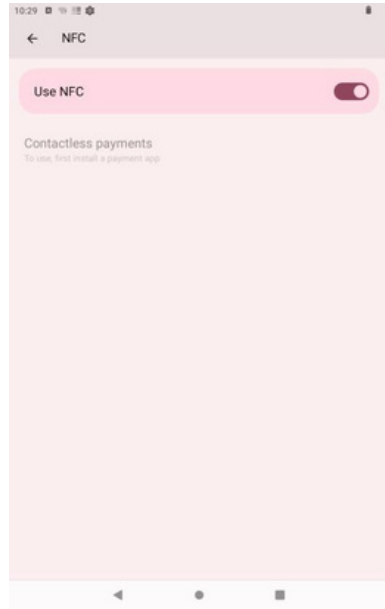 10:29
NFC
Use NFC
Contactless payments
To use, first install a payment app